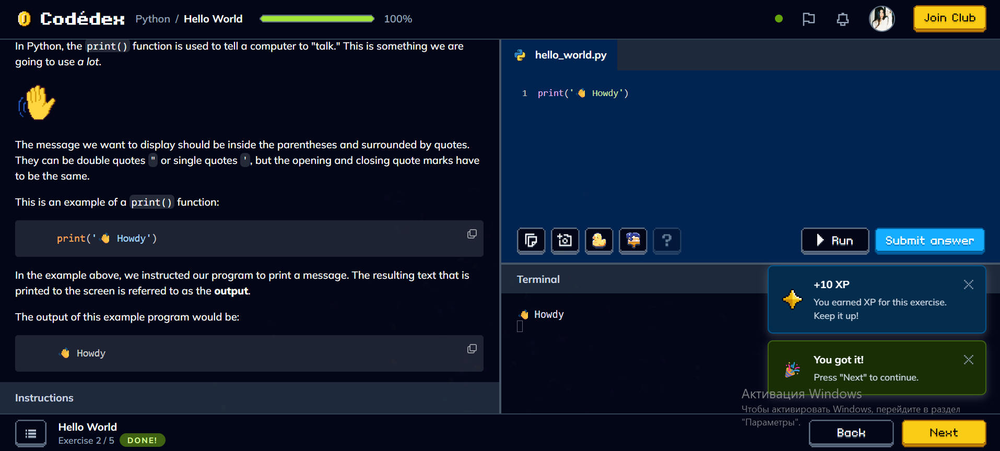 Codédex Python / Hello World 100% Join Club
In Python, the print() function is used to tell a computer to "talk." This is something we are
going to use a lot.
The message we want to display should be inside the parentheses and surrounded by quotes.
They can be double quotes " or single quotes ', but the opening and closing quote marks have
to be the same.
This is an example of a print() function:
print('👋 Howdy')
In the example above, we instructed our program to print a message. The resulting text that is
printed to the screen is referred to as the output.
The output of this example program would be:
👋 Howdy
Instructions
hello_world.py
1 print('👋 Howdy')
? Run Submit answer
Terminal
👋 Howdy
+10 XP
You earned XP for this exercise.
Keep it up!
You got it!
Press "Next" to continue.
Активация Windows
Чтобы активировать Windows, перейдите в раздел
"Параметры".
Hello World
Exercise 2 / 5 DONE!
Back Next